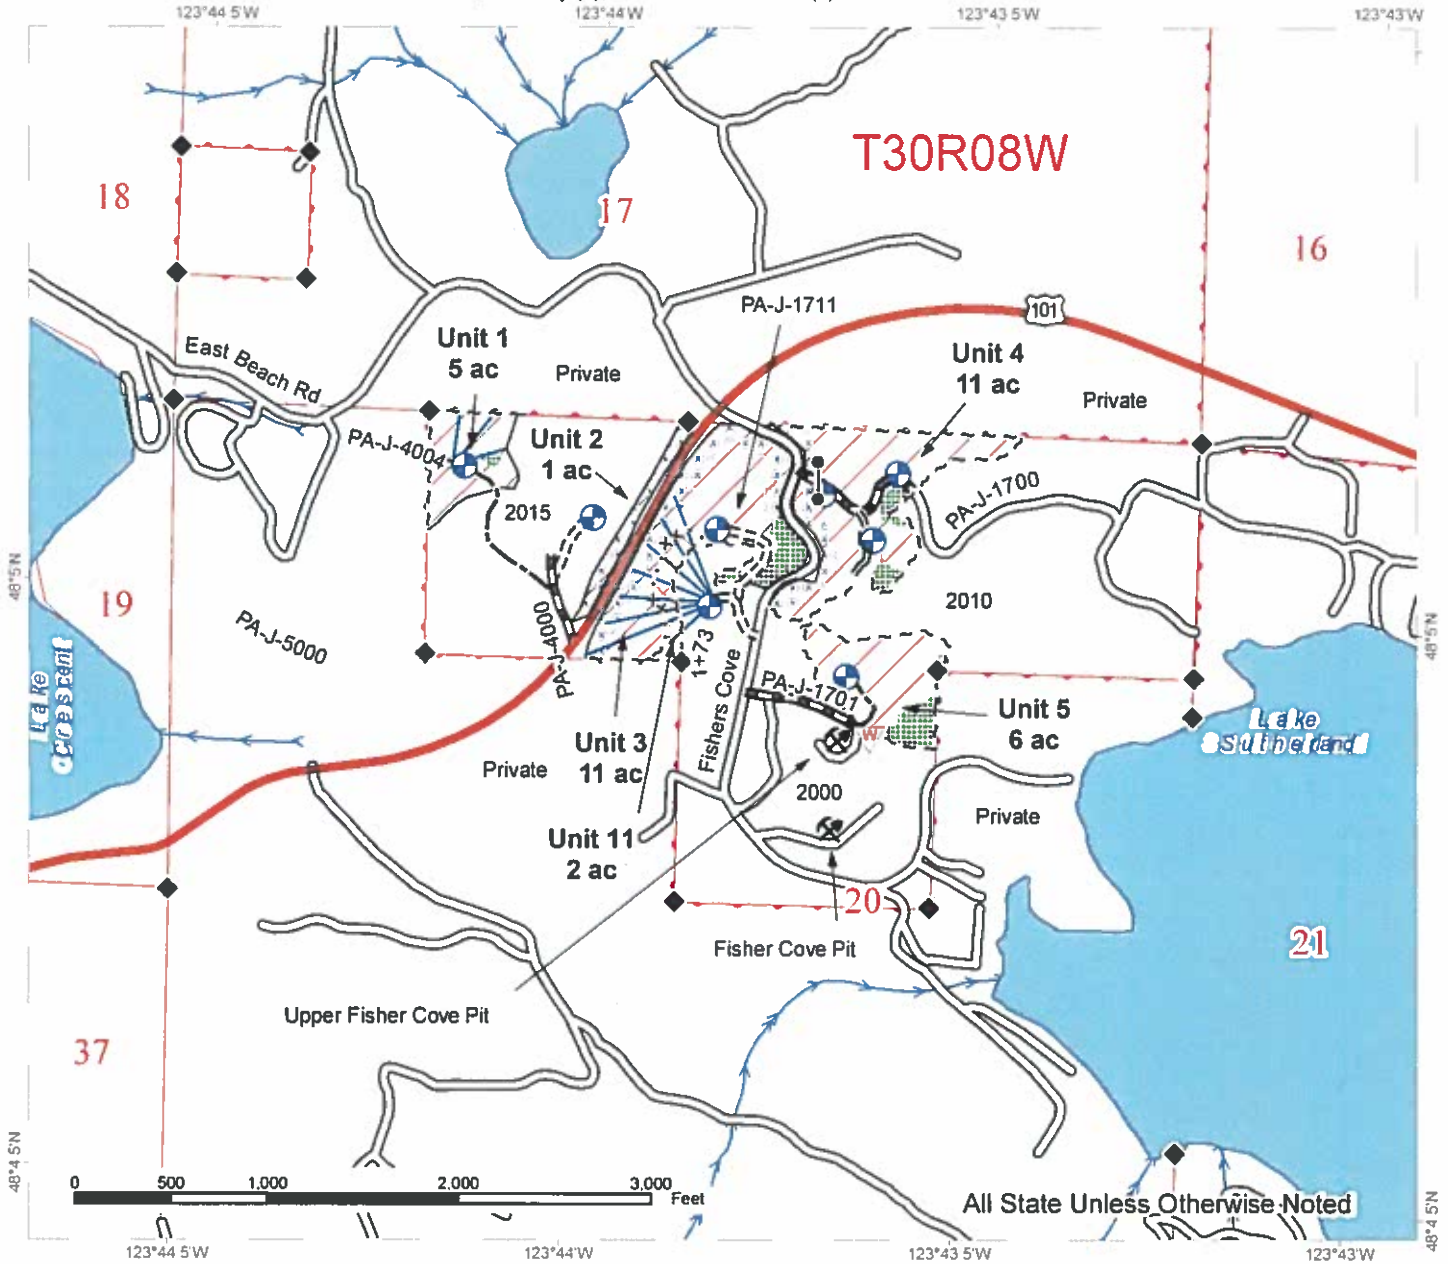 123°44 5'W
123°44'W
123°43 5'W
123°43'W
T30R08W
18
17
16
PA-J-1711
101
Unit 1
5 ac
East Beach Rd
Private
Unit 4
11 ac
Private
PA-J-4004
Unit 2
1 ac
2015
PA-J-1700
48°5'N
19
2010
48°5'N
PA-J-5000
PA-J-4000
1+73
Lake
Crescent
Fishers Cove
PA-J-1701
Unit 5
6 ac
Lake
Sutherland
W
Unit 3
11 ac
Private
2000
Private
Unit 11
2 ac
20
Fisher Cove Pit
21
Upper Fisher Cove Pit
37
48°4 5'N
0
500
1,000
2,000
3,000
Feet
All State Unless Otherwise Noted
48°4 5'N
123°44 5'W
123°44'W
123°43 5'W
123°43'W